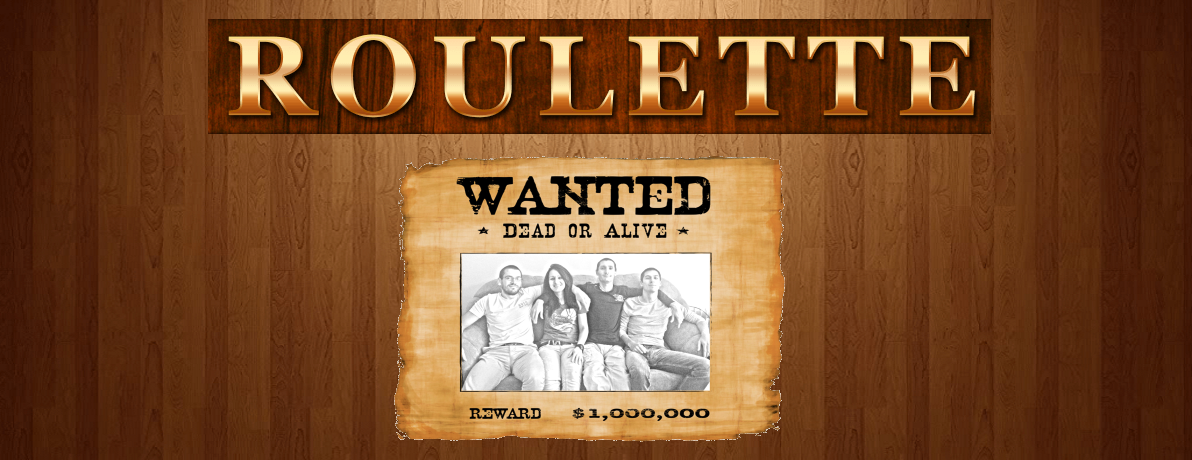 ROULETTE
WANTED
★ DEAD OR ALIVE ★
REWARD $1,000,000